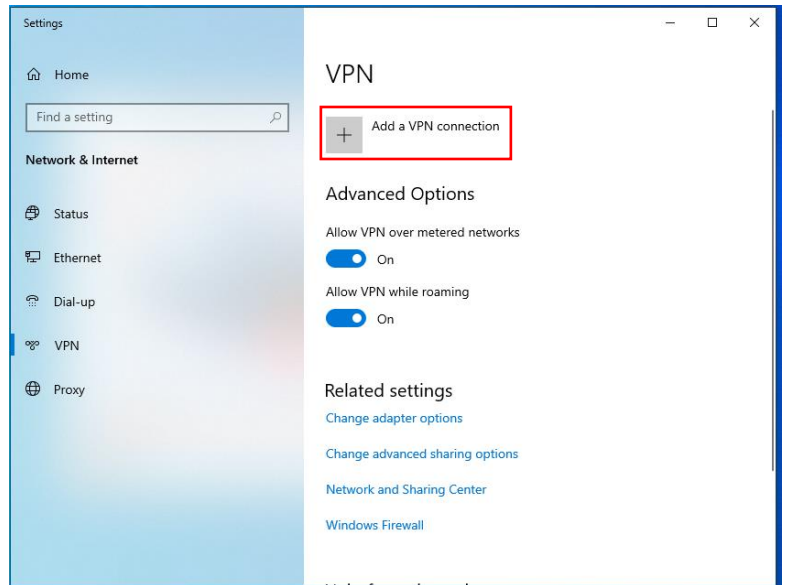 Settings
Home
Find a setting
Network & Internet
Status
Ethernet
Dial-up
VPN
Proxy
VPN
Add a VPN connection
Advanced Options
Allow VPN over metered networks
On
Allow VPN while roaming
On
Related settings
Change adapter options
Change advanced sharing options
Network and Sharing Center
Windows Firewall